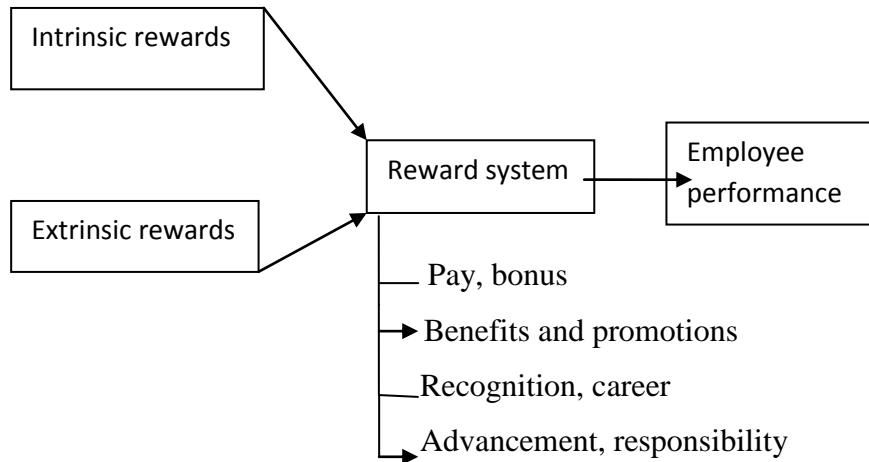 Intrinsic rewards
Reward system
Employee
performance
Extrinsic rewards
Pay, bonus
Benefits and promotions
Recognition, career
Advancement, responsibility